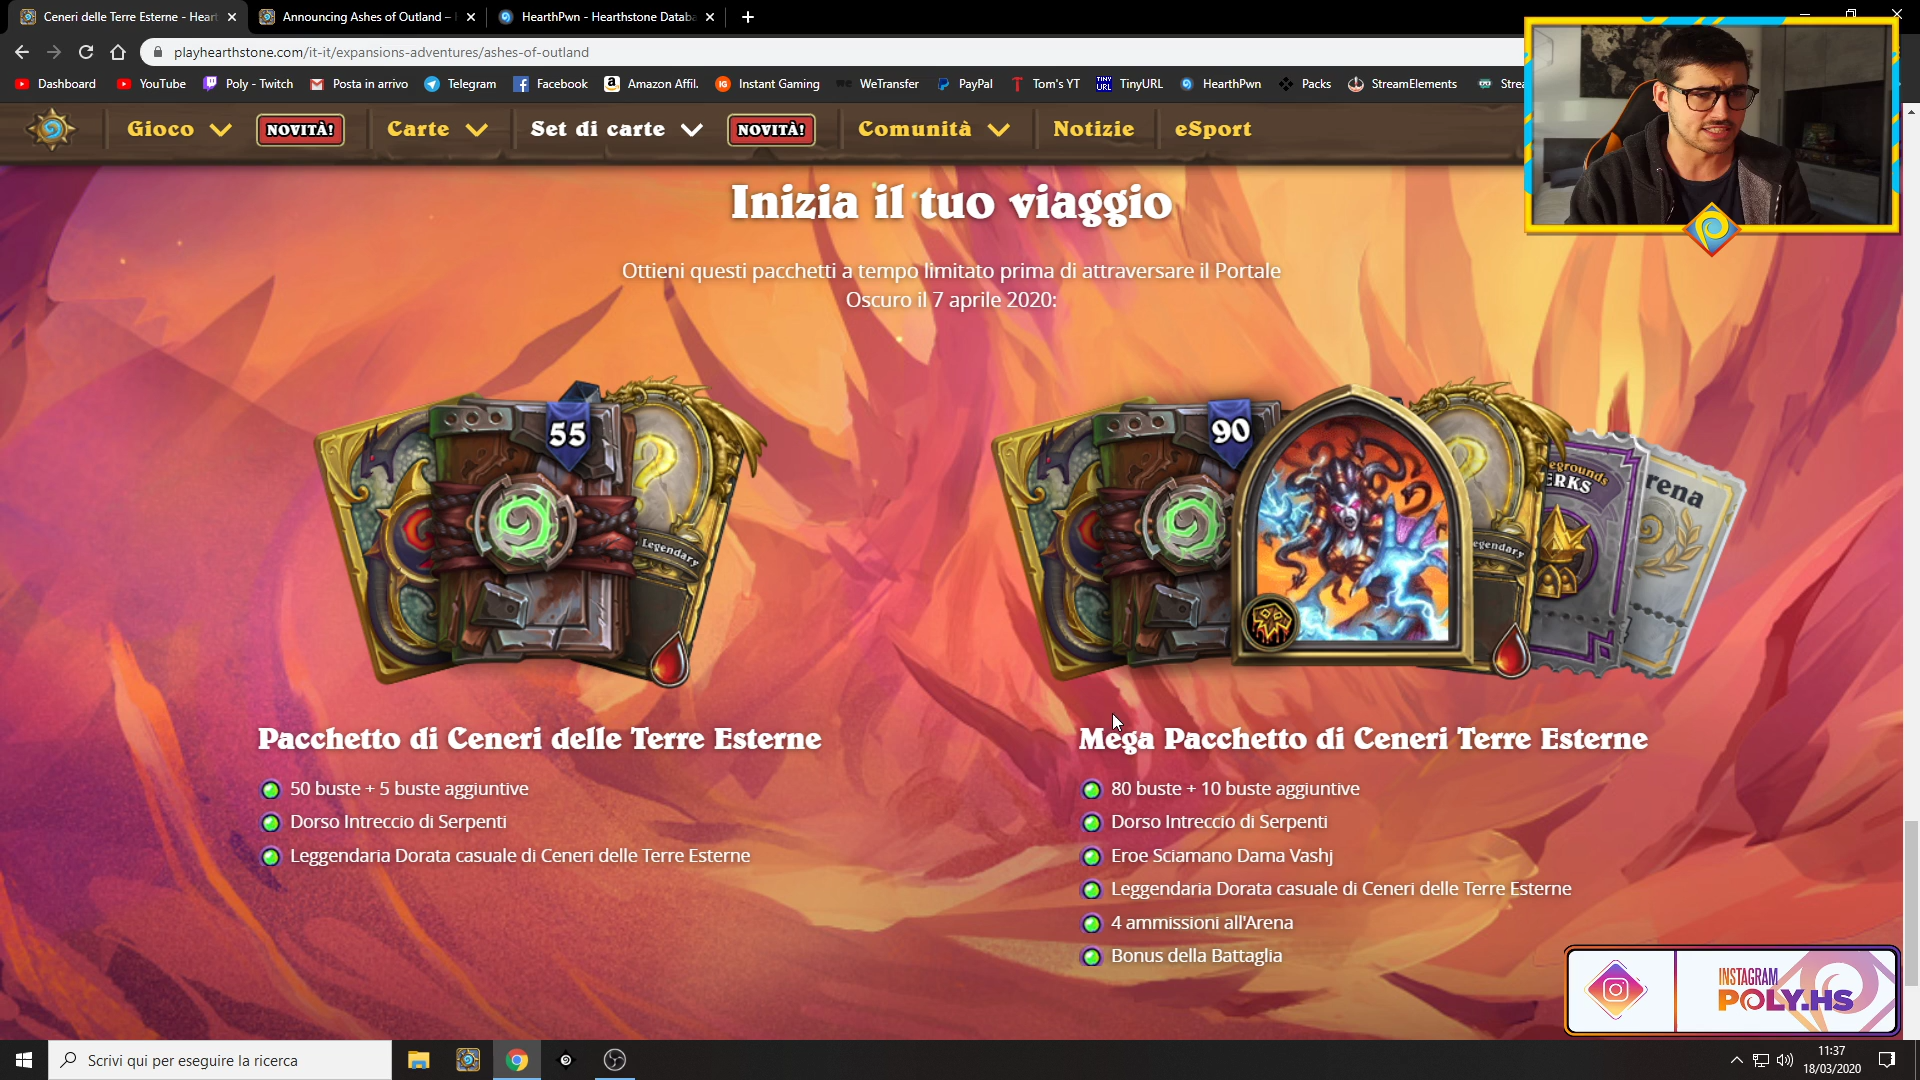 Ceneri delle Terre Esterne - Heart
Announcing Ashes of Outland –
HearthPwn - Hearthstone Databa
playhearthstone.com/it-it/expansions-adventures/ashes-of-outland
Dashboard
YouTube
Poly - Twitch
Posta in arrivo
Telegram
Facebook
Amazon Affil.
Instant Gaming
WeTransfer
PayPal
Tom's YT
TinyURL
HearthPwn
Packs
StreamElements
Strea
Gioco
NOVITÀ!
Carte
Set di carte
NOVITÀ!
Comunità
Notizie
eSport
Inizia il tuo viaggio
Ottieni questi pacchetti a tempo limitato prima di attraversare il Portale
Oscuro il 7 aprile 2020:
55
Legendary
90
egendary
egrounds
ERKS
rena
Pacchetto di Ceneri delle Terre Esterne
50 buste + 5 buste aggiuntive
Dorso Intreccio di Serpenti
Leggendaria Dorata casuale di Ceneri delle Terre Esterne
Mega Pacchetto di Ceneri Terre Esterne
80 buste + 10 buste aggiuntive
Dorso Intreccio di Serpenti
Eroe Sciamano Dama Vashj
Leggendaria Dorata casuale di Ceneri delle Terre Esterne
4 ammissioni all'Arena
Bonus della Battaglia
INSTAGRAM
POLY.HS
Scrivi qui per eseguire la ricerca
11:37
18/03/2020